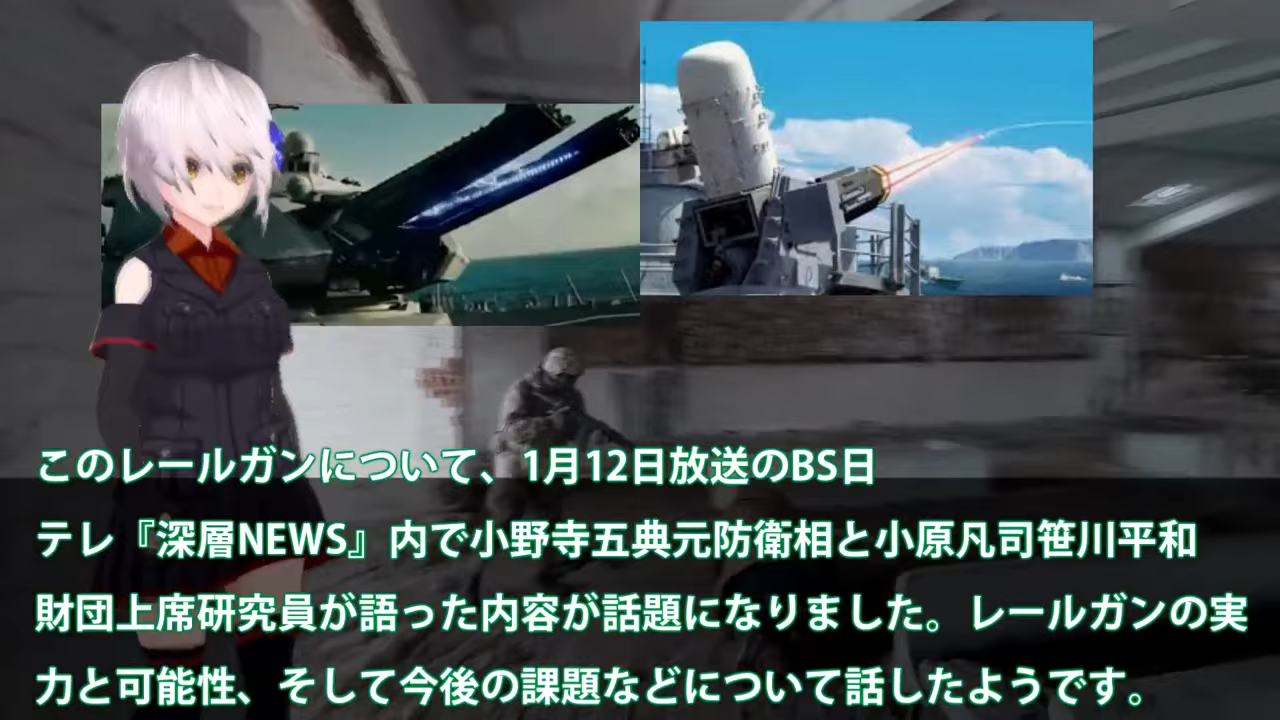 このレールガンについて、1月12日放送のBS日
テレ『深層NEWS』内で小野寺五典元防衛相と小原凡司笹川平和
財団上席研究員が語った内容が話題になりました。レールガンの実
力と可能性、そして今後の課題などについて話したようです。